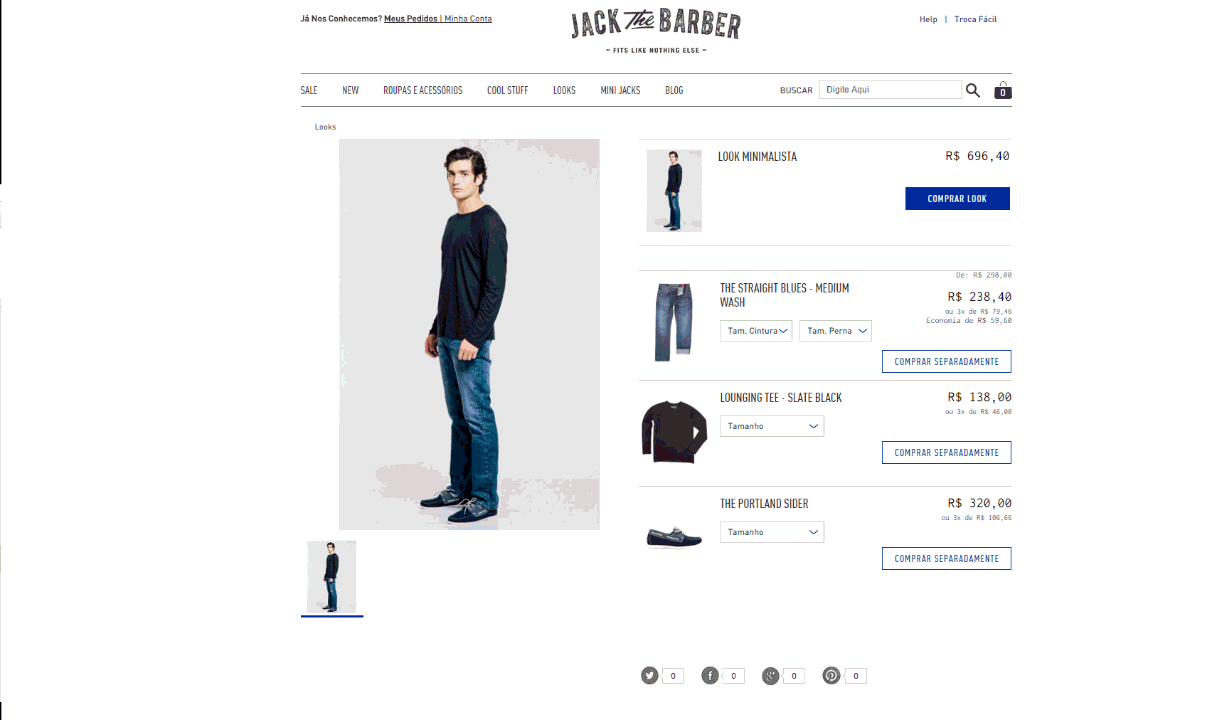 Já Nos Conhecemos? Meus Pedidos | Minha Conta
JACK The BARBER
- FITS LIKE NOTHING ELSE -
Help | Troca Fácil
SALE NEW ROUPAS E ACESSÓRIOS COOL STUFF LOOKS MINI JACKS BLOG BUSCAR Digite Aqui 0
Looks
LOOK MINIMALISTA R$ 696,40
COMPRAR LOOK
De: R$ 298,00
THE STRAIGHT BLUES - MEDIUM
WASH
R$ 238,40
ou 3x de R$ 79,46
Economia de R$ 59,60
Tam. Cintura Tam. Perna
COMPRAR SEPARADAMENTE
LOUNGING TEE - SLATE BLACK R$ 138,00
ou 3x de R$ 46,00
Tamanho
COMPRAR SEPARADAMENTE
THE PORTLAND SIDER R$ 320,00
ou 3x de R$ 106,66
Tamanho
COMPRAR SEPARADAMENTE
0 0 0 0